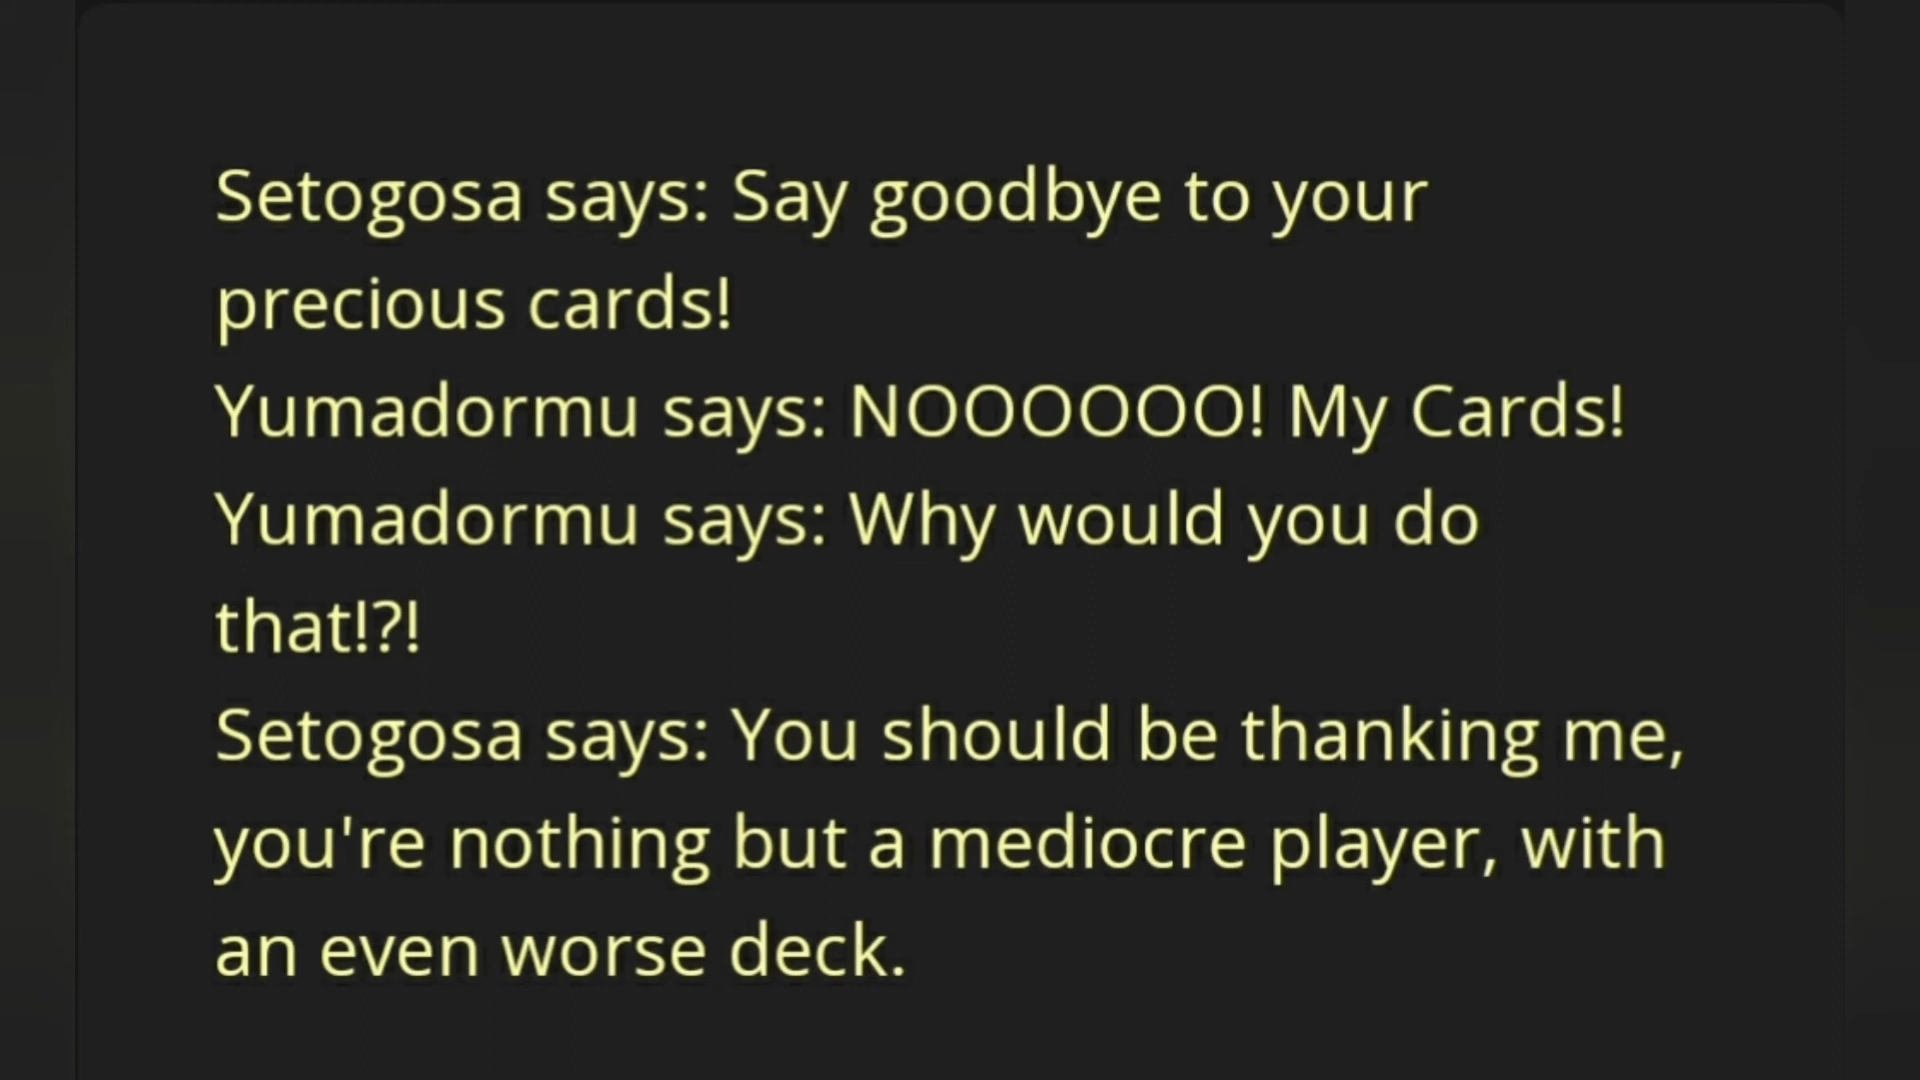 Setogosa says: Say goodbye to your
precious cards!
Yumadormu says: NOOOOOO! My Cards!
Yumadormu says: Why would you do
that!?!
Setogosa says: You should be thanking me,
you're nothing but a mediocre player, with
an even worse deck.